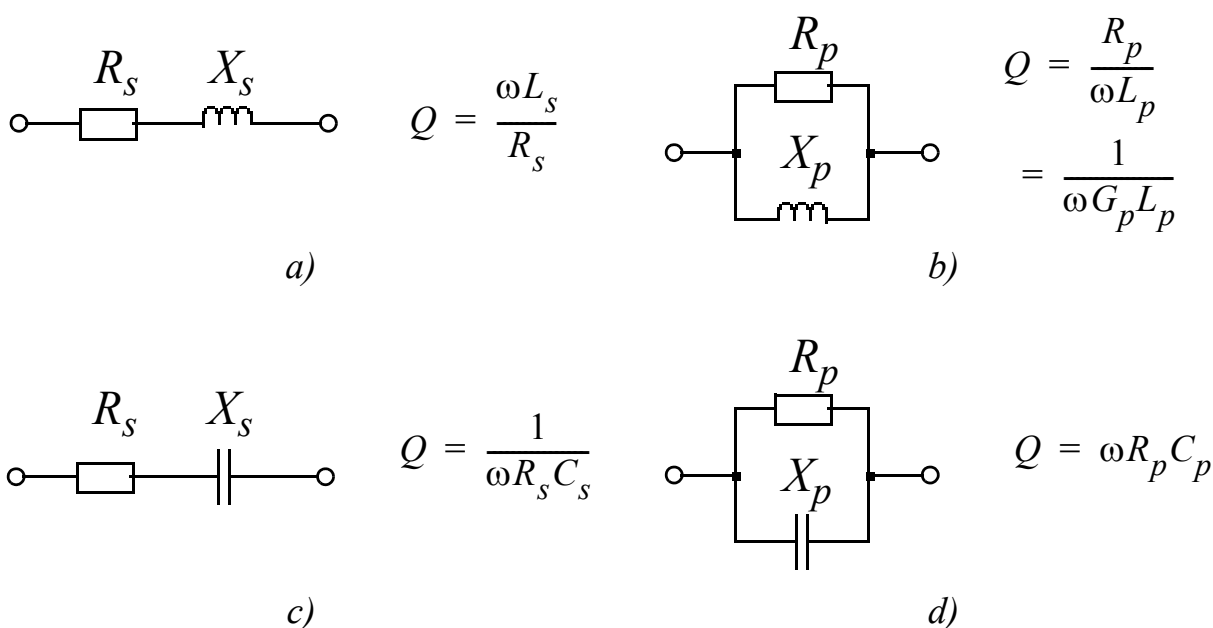 R_s X_s
Q = ωL_s / R_s
a)
R_p
X_p
Q = R_p / ωL_p
= 1 / ωG_pL_p
b)
R_s X_s
Q = 1 / ωR_sC_s
c)
R_p
X_p
Q = ωR_pC_p
d)